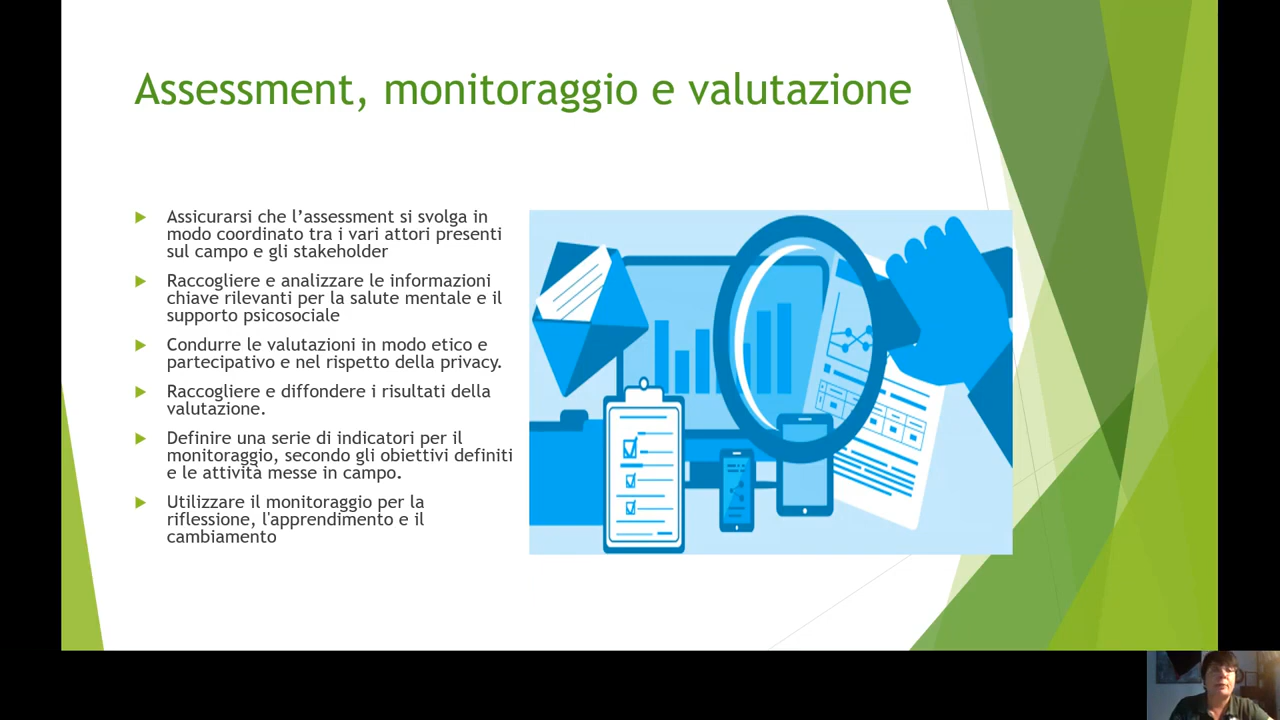 Assessment, monitoraggio e valutazione
Assicurarsi che l’assessment si svolga in
modo coordinato tra i vari attori presenti
sul campo e gli stakeholder
Raccogliere e analizzare le informazioni
chiave rilevanti per la salute mentale e il
supporto psicosociale
Condurre le valutazioni in modo etico e
partecipativo e nel rispetto della privacy.
Raccogliere e diffondere i risultati della
valutazione.
Definire una serie di indicatori per il
monitoraggio, secondo gli obiettivi definiti
e le attività messe in campo.
Utilizzare il monitoraggio per la
riflessione, l'apprendimento e il
cambiamento